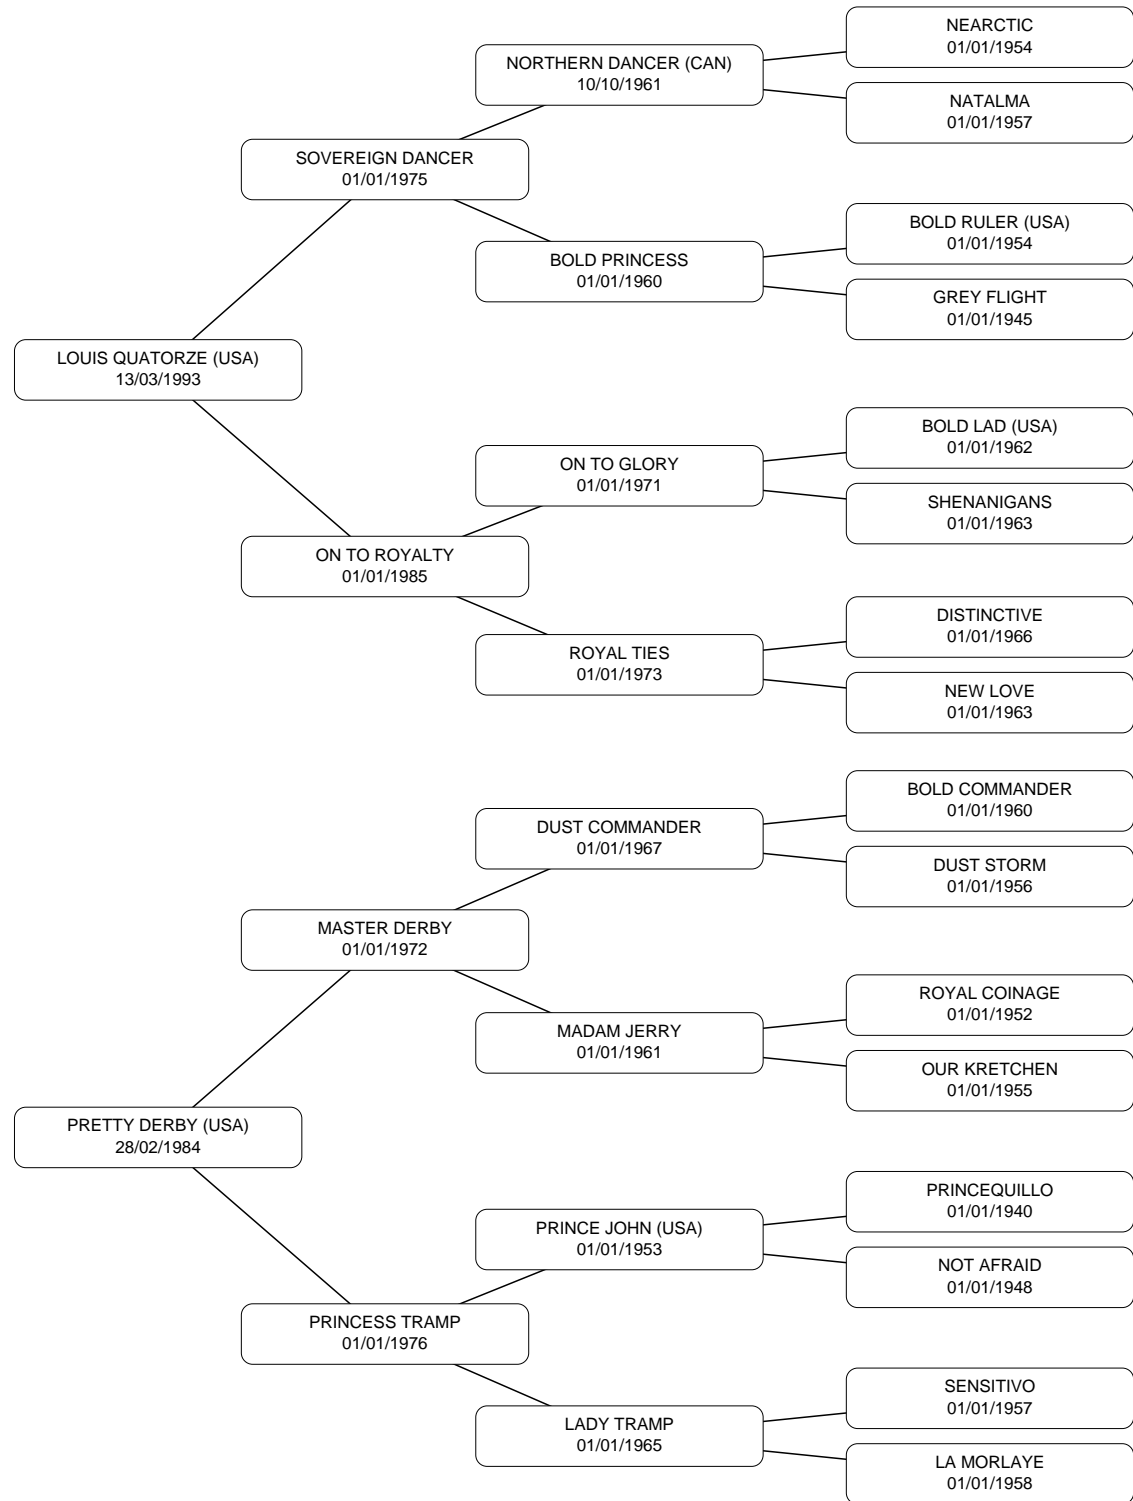 NEARCTIC
01/01/1954
NORTHERN DANCER (CAN)
10/10/1961
NATALMA
01/01/1957
SOVEREIGN DANCER
01/01/1975
BOLD RULER (USA)
01/01/1954
BOLD PRINCESS
01/01/1960
GREY FLIGHT
01/01/1945
LOUIS QUATORZE (USA)
13/03/1993
BOLD LAD (USA)
01/01/1962
ON TO GLORY
01/01/1971
SHENANIGANS
01/01/1963
ON TO ROYALTY
01/01/1985
DISTINCTIVE
01/01/1966
ROYAL TIES
01/01/1973
NEW LOVE
01/01/1963
BOLD COMMANDER
01/01/1960
DUST COMMANDER
01/01/1967
DUST STORM
01/01/1956
MASTER DERBY
01/01/1972
ROYAL COINAGE
01/01/1952
MADAM JERRY
01/01/1961
OUR KRETCHEN
01/01/1955
PRETTY DERBY (USA)
28/02/1984
PRINCEQUILLO
01/01/1940
PRINCE JOHN (USA)
01/01/1953
NOT AFRAID
01/01/1948
PRINCESS TRAMP
01/01/1976
SENSITIVO
01/01/1957
LADY TRAMP
01/01/1965
LA MORLAYE
01/01/1958